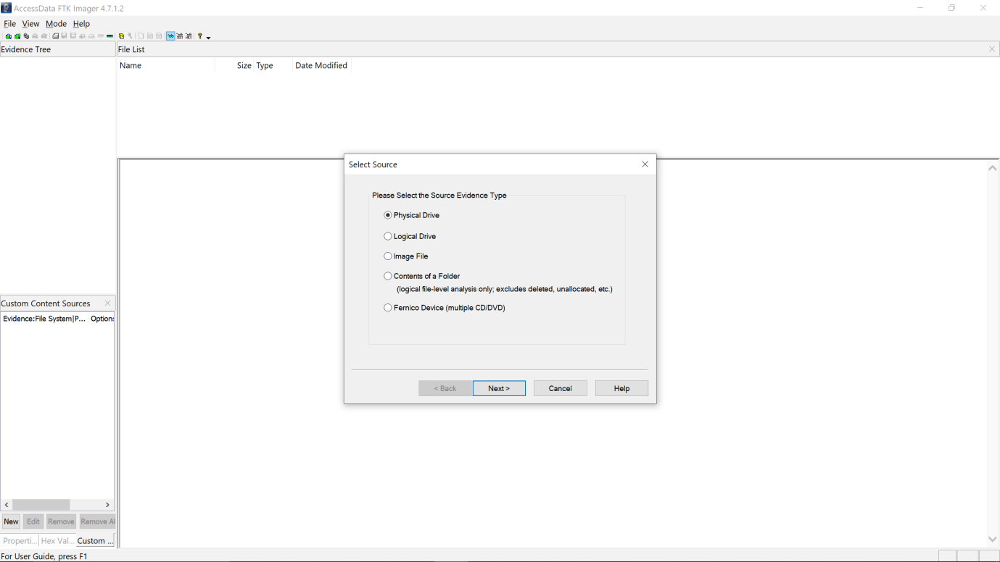 AccessData FTK Imager 4.7.1.2
File View Mode Help
Evidence Tree
File List
Name Size Type Date Modified
Select Source
Please Select the Source Evidence Type
Physical Drive
Logical Drive
Image File
Contents of a Folder
(logical file-level analysis only; excludes deleted, unallocated, etc.)
Fernico Device (multiple CD/DVD)
< Back Next > Cancel Help
Custom Content Sources
Evidence:File System|P... Options
New Edit Remove Remove Al
Properti... Hex Val... Custom ...
For User Guide, press F1